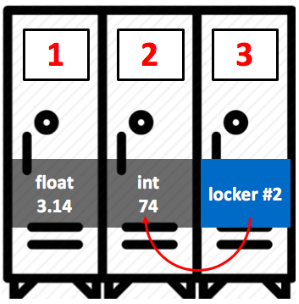 1
2
3
float
3.14
int
74
locker #2